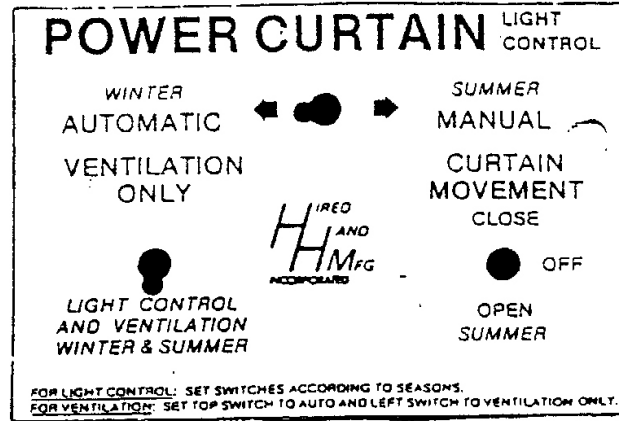 POWER CURTAIN LIGHT CONTROL
WINTER
AUTOMATIC
SUMMER
MANUAL
VENTILATION
ONLY
CURTAIN
MOVEMENT
CLOSE
HIRED
HAND
MFG
INCORPORATED
OFF
LIGHT CONTROL
AND VENTILATION
WINTER & SUMMER
OPEN
SUMMER
FOR LIGHT CONTROL: SET SWITCHES ACCORDING TO SEASONS.
FOR VENTILATION: SET TOP SWITCH TO AUTO AND LEFT SWITCH TO VENTILATION ONLY.